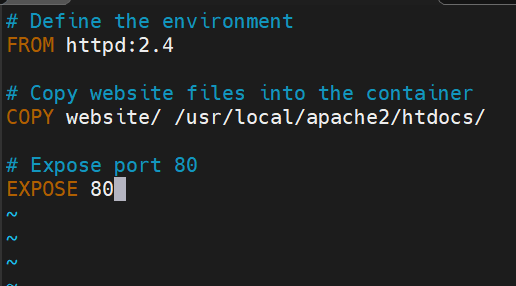 # Define the environment
FROM httpd:2.4
# Copy website files into the container
COPY website/ /usr/local/apache2/htdocs/
# Expose port 80
EXPOSE 80
~
~
~
~